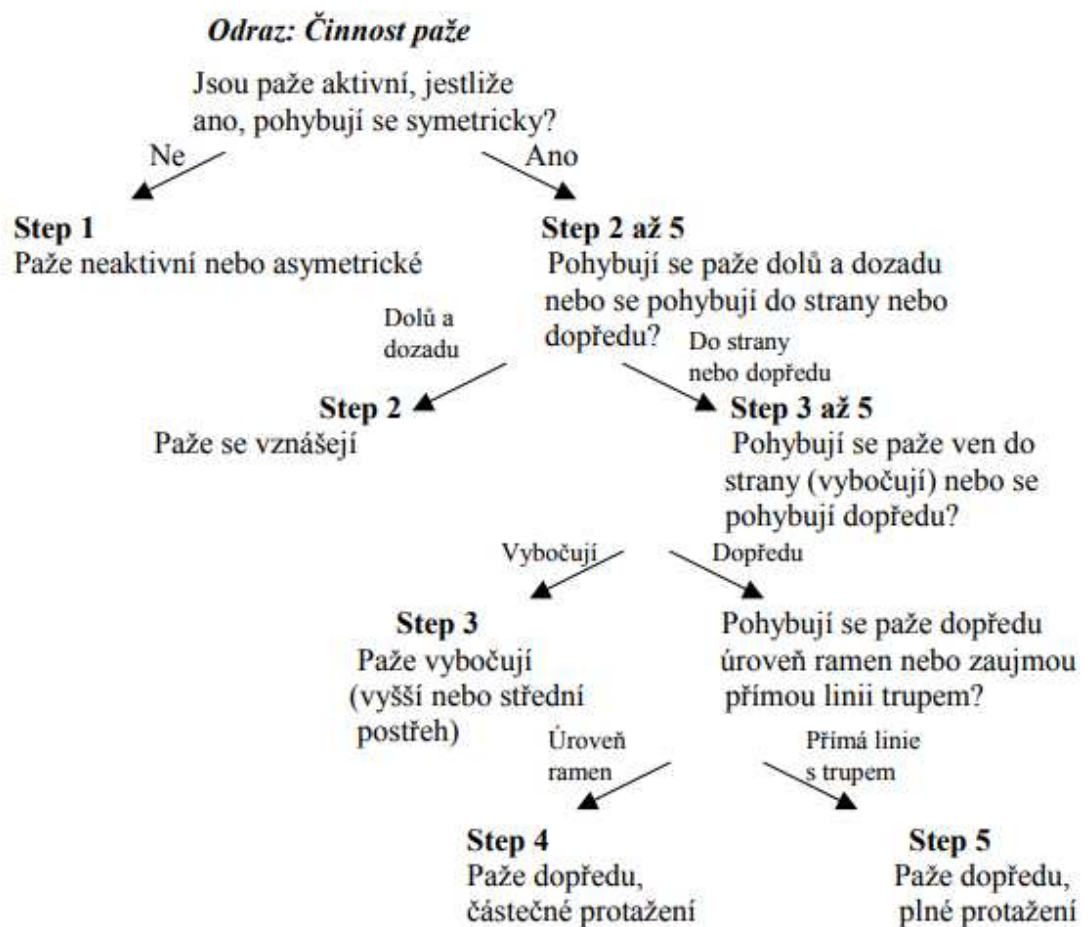 Odraz: Činnost paže
Jsou paže aktivní, jestliže
ano, pohybují se symetricky?
Ne
Ano
Step 1
Paže neaktivní nebo asymetrické
Step 2 až 5
Pohybují se paže dolů a dozadu
nebo se pohybují do strany nebo
dopředu?
Dolů a
dozadu
Do strany
nebo dopředu
Step 2
Paže se vznášejí
Step 3 až 5
Pohybují se paže ven do
strany (vybočují) nebo se
pohybují dopředu?
Vybočují
Dopředu
Step 3
Paže vybočují
(vyšší nebo střední
postřeh)
Pohybují se paže dopředu
úroveň ramen nebo zaujmou
přímou linii trupem?
Úroveň
ramen
Přímá linie
s trupem
Step 4
Paže dopředu,
částečné protažení
Step 5
Paže dopředu,
plné protažení